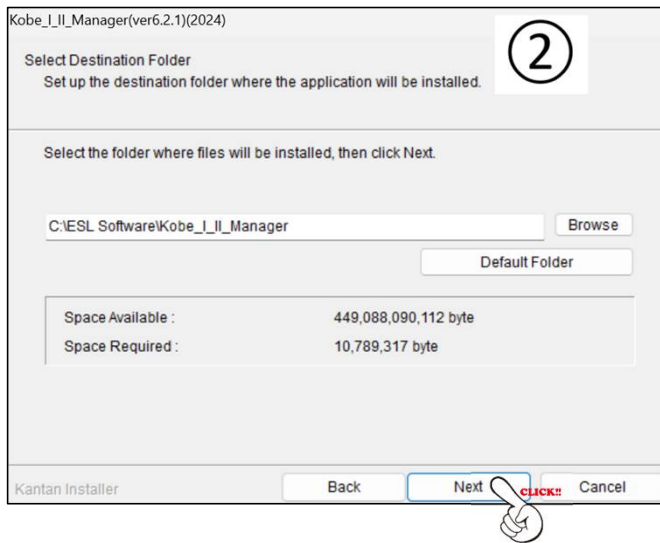 Kobe_I_II_Manager(ver6.2.1)(2024)
②
Select Destination Folder
Set up the destination folder where the application will be installed.
Select the folder where files will be installed, then click Next.
C:\ESL Software\Kobe_I_II_Manager
Browse
Default Folder
Space Available : 449,088,090,112 byte
Space Required : 10,789,317 byte
Kantan Installer
Back
Next
CLICK!!
Cancel